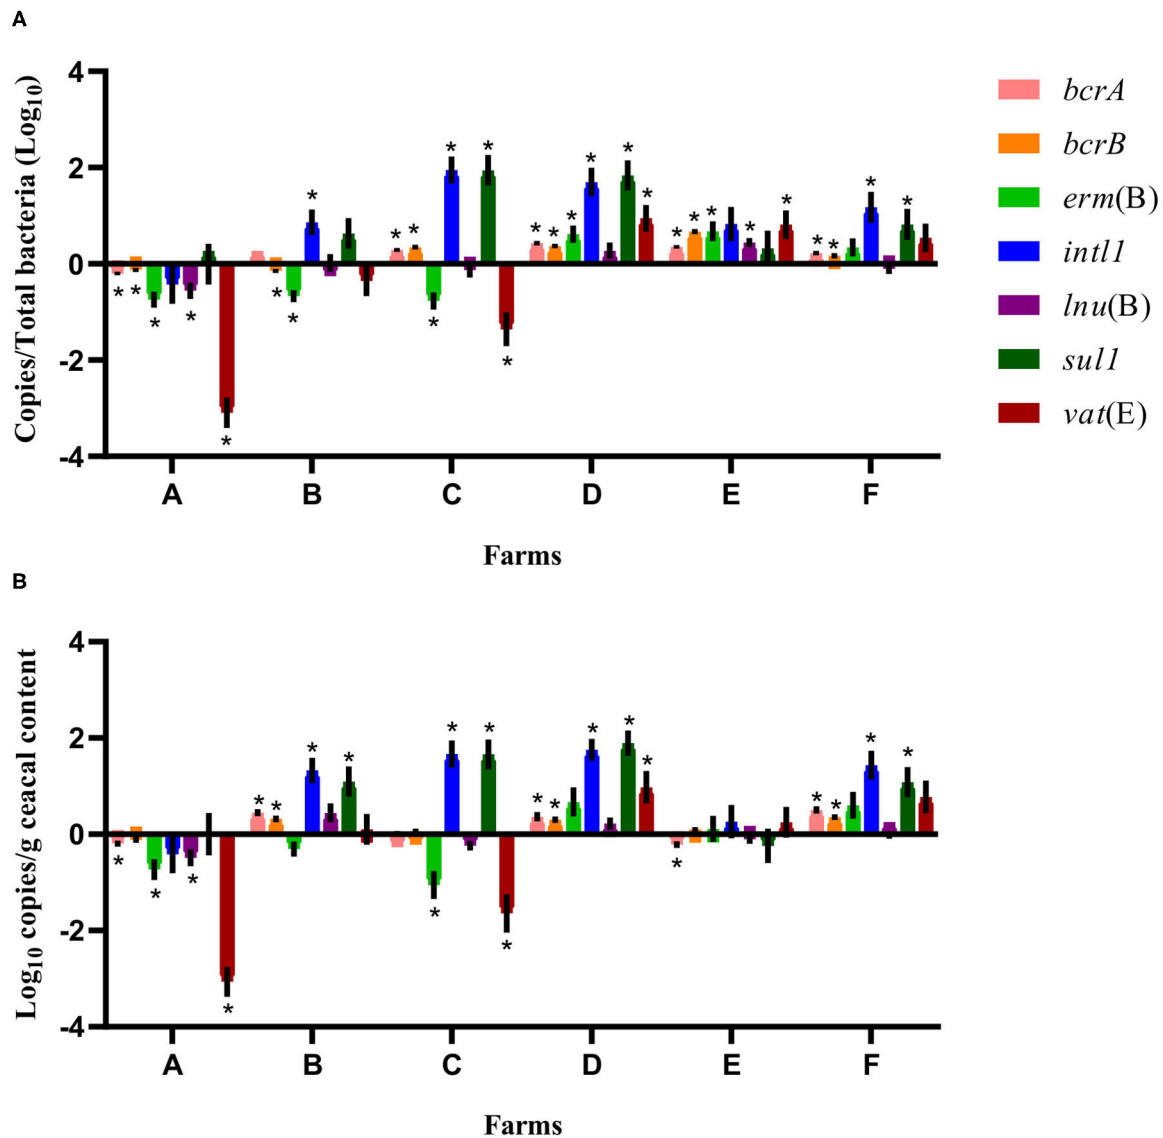 A
Copies/Total bacteria (Log10)
4
2
0
-2
-4
* * * * * *
* *
* * * * * *
* * * * * *
* * * * *
* * * *
A B C D E F
Farms
bcrA
bcrB
erm(B)
intl1
lnu(B)
sul1
vat(E)
B
Log10 copies/g ceacal content
4
2
0
-2
-4
* * * *
* * * *
* * * *
* * * * *
*
* * * *
A B C D E F
Farms